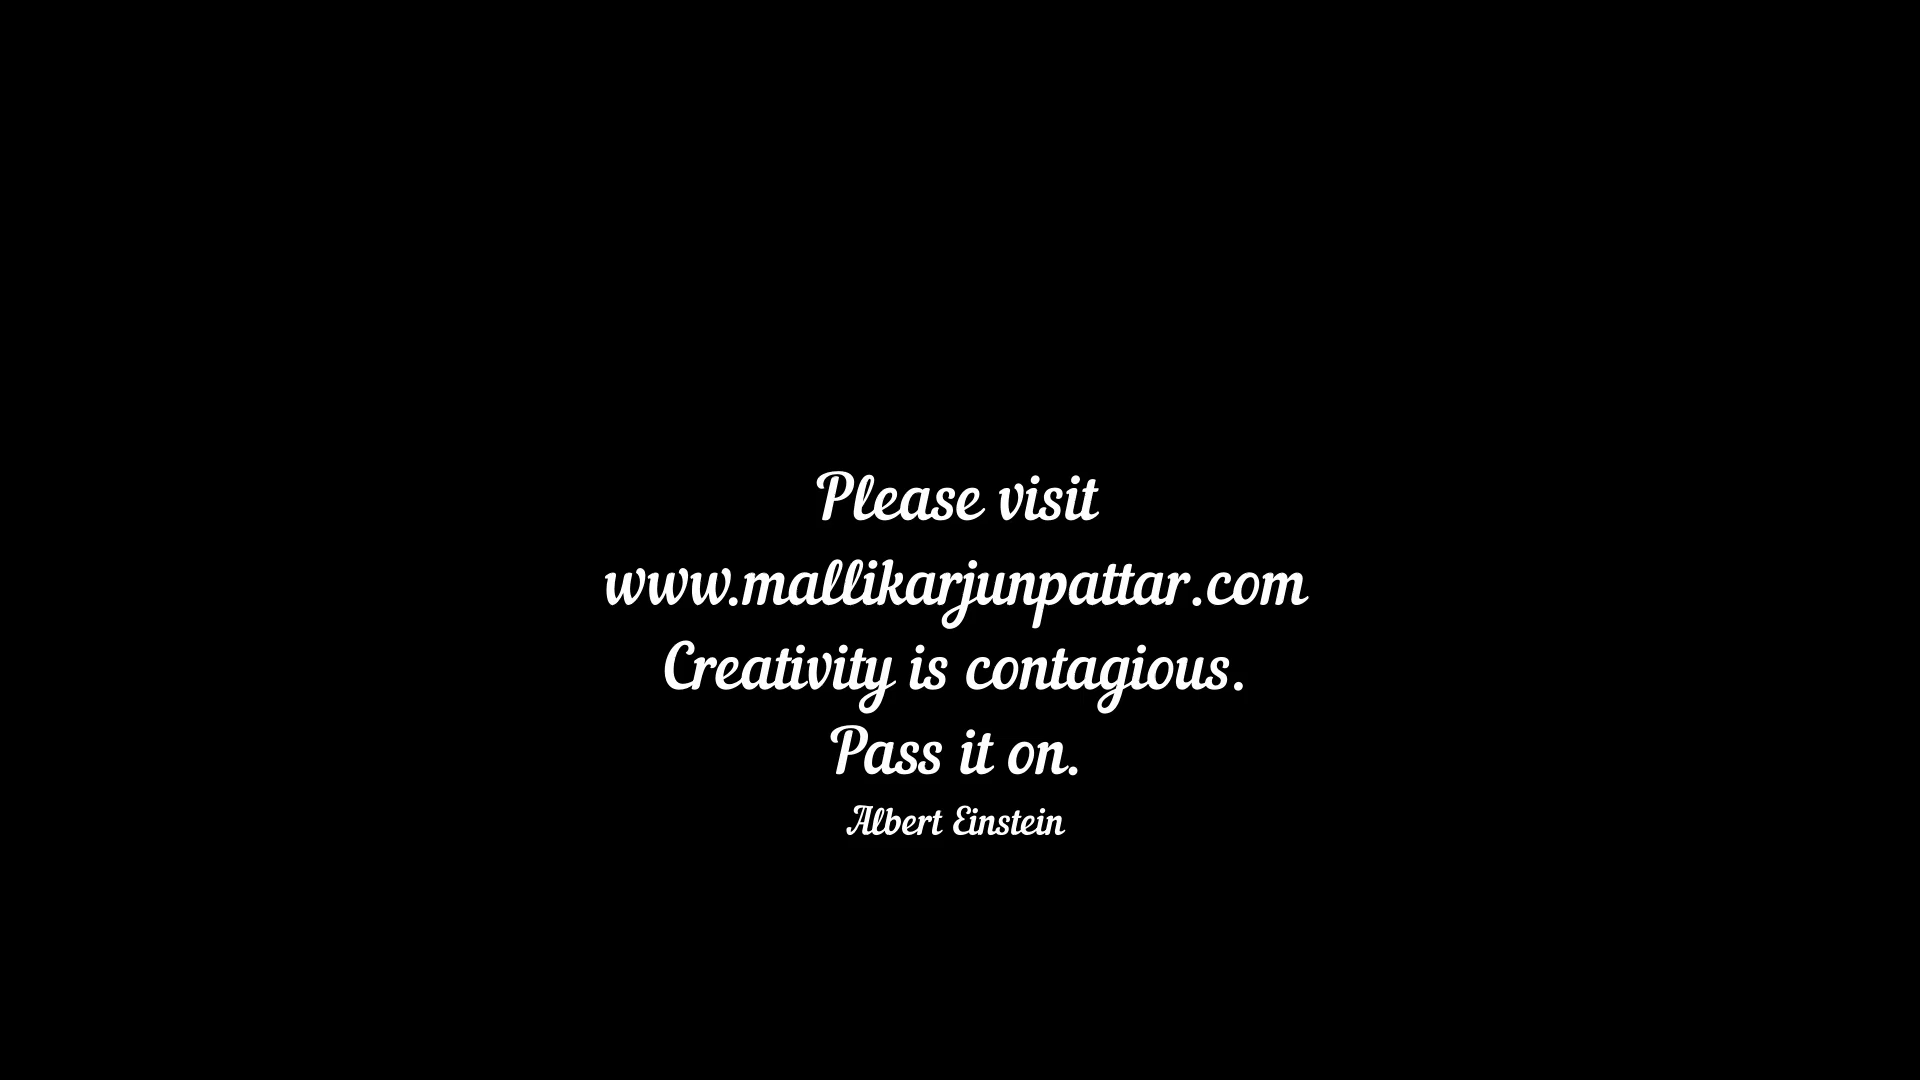 Please visit
www.mallikarjunpattar.com
Creativity is contagious.
Pass it on.
Albert Einstein